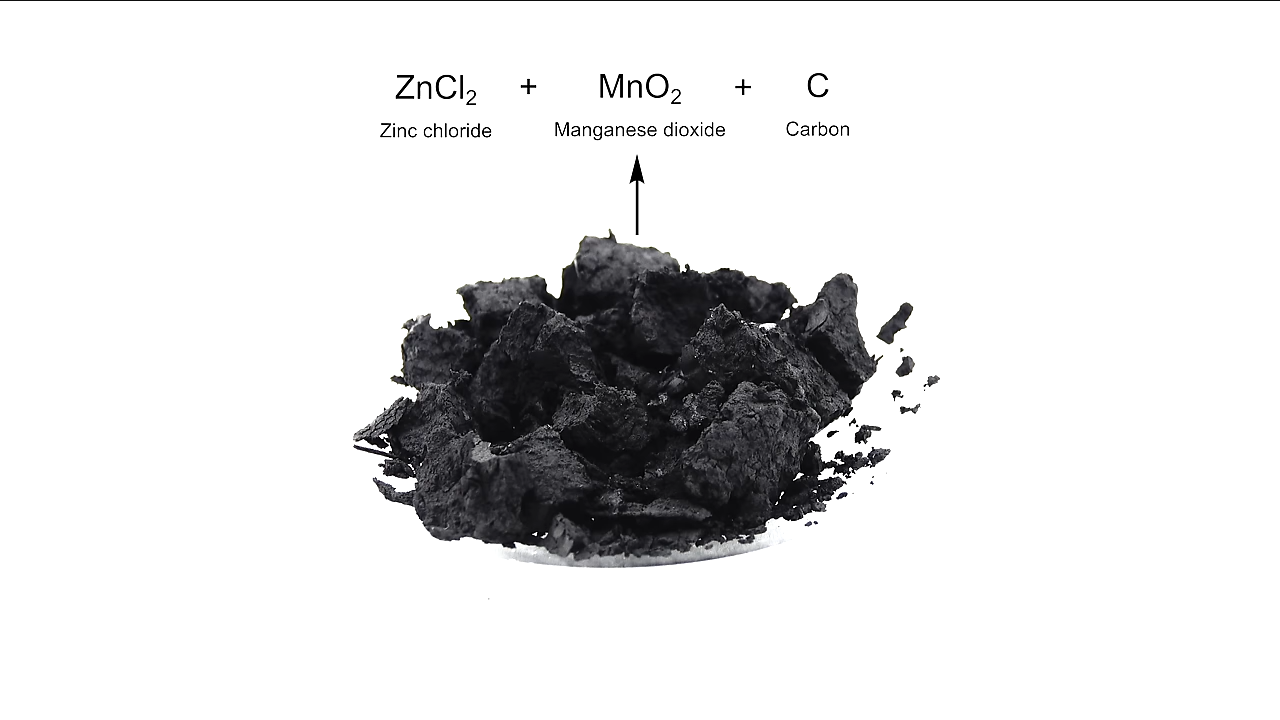 ZnCl₂ + MnO₂ + C
Zinc chloride Manganese dioxide Carbon